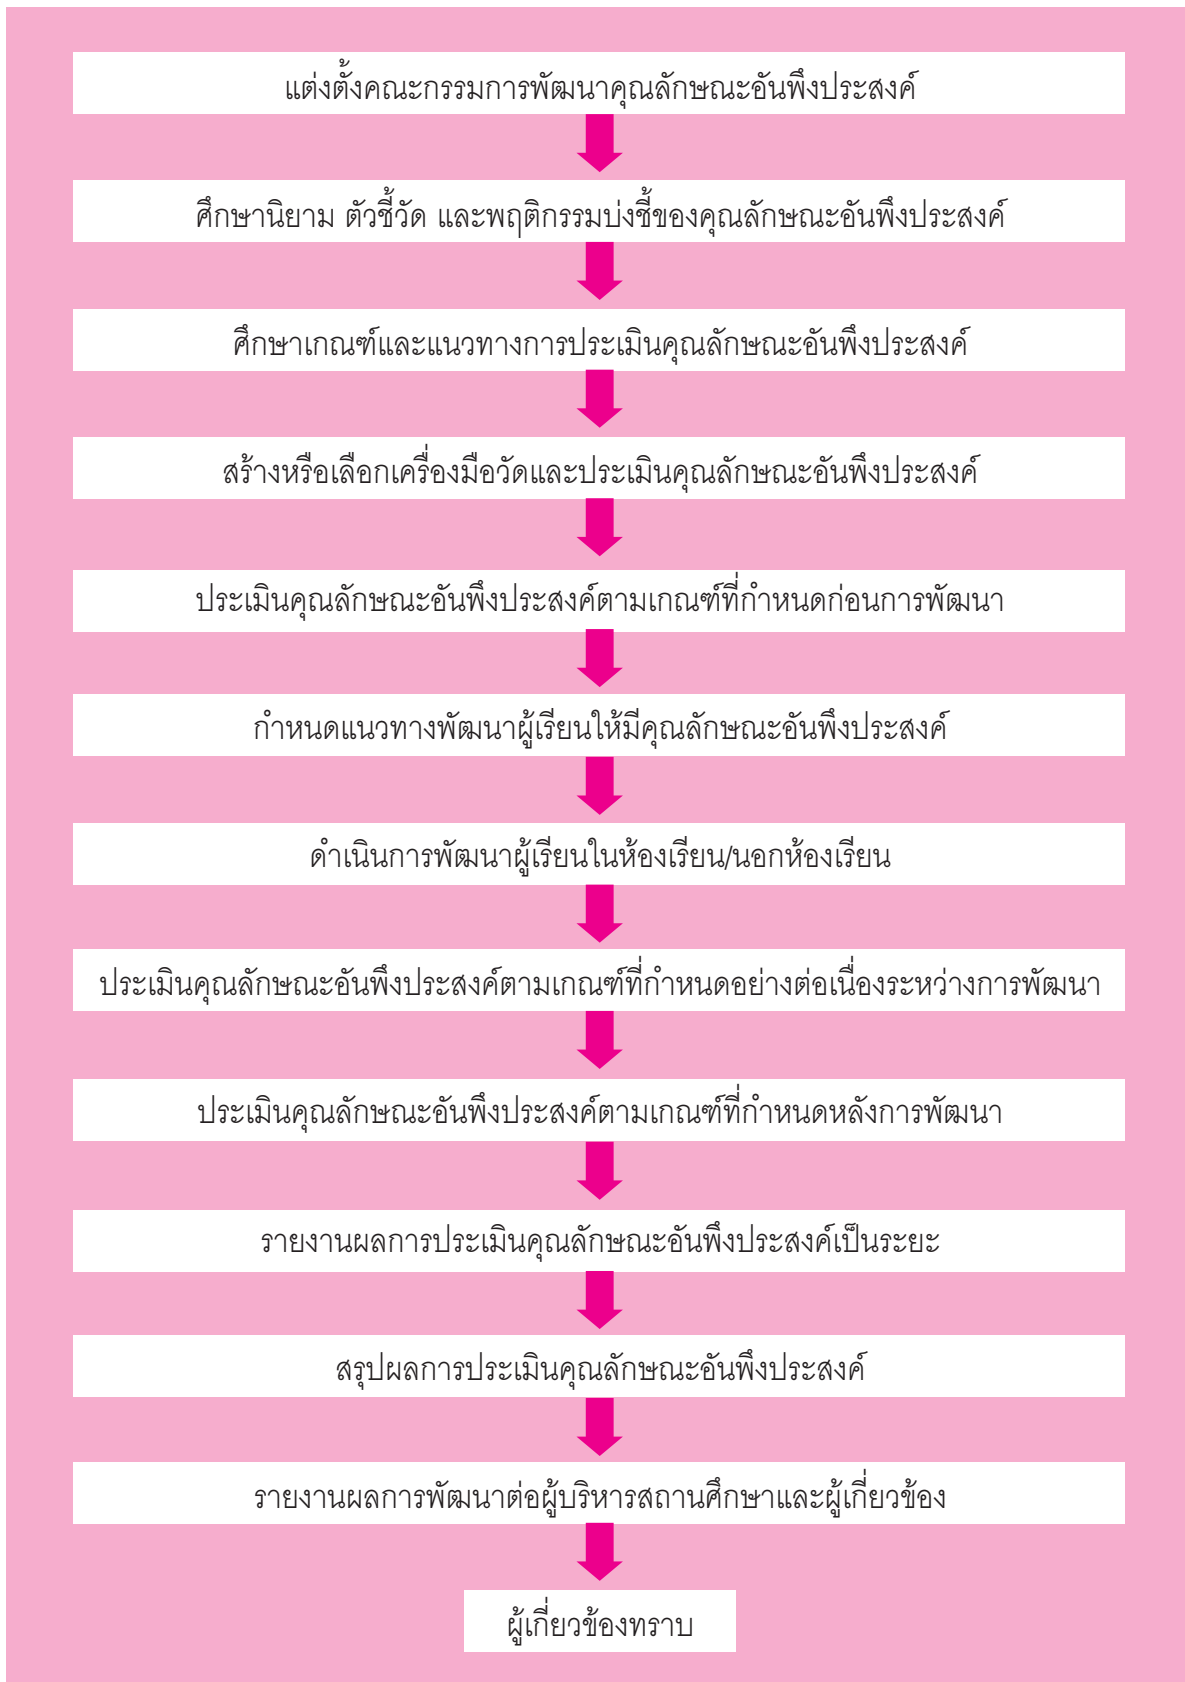 แต่งตั้งคณะกรรมการพัฒนาคุณลักษณะอันพึงประสงค์
ศึกษานิยาม ตัวชี้วัด และพฤติกรรมบ่งชี้ของคุณลักษณะอันพึงประสงค์
ศึกษาเกณฑ์และแนวทางการประเมินคุณลักษณะอันพึงประสงค์
สร้างหรือเลือกเครื่องมือวัดและประเมินคุณลักษณะอันพึงประสงค์
ประเมินคุณลักษณะอันพึงประสงค์ตามเกณฑ์ที่กำหนดก่อนการพัฒนา
กำหนดแนวทางพัฒนาผู้เรียนให้มีคุณลักษณะอันพึงประสงค์
ดำเนินการพัฒนาผู้เรียนในห้องเรียน/นอกห้องเรียน
ประเมินคุณลักษณะอันพึงประสงค์ตามเกณฑ์ที่กำหนดอย่างต่อเนื่องระหว่างการพัฒนา
ประเมินคุณลักษณะอันพึงประสงค์ตามเกณฑ์ที่กำหนดหลังการพัฒนา
รายงานผลการประเมินคุณลักษณะอันพึงประสงค์เป็นระยะ
สรุปผลการประเมินคุณลักษณะอันพึงประสงค์
รายงานผลการพัฒนาต่อผู้บริหารสถานศึกษาและผู้เกี่ยวข้อง
ผู้เกี่ยวข้องทราบ